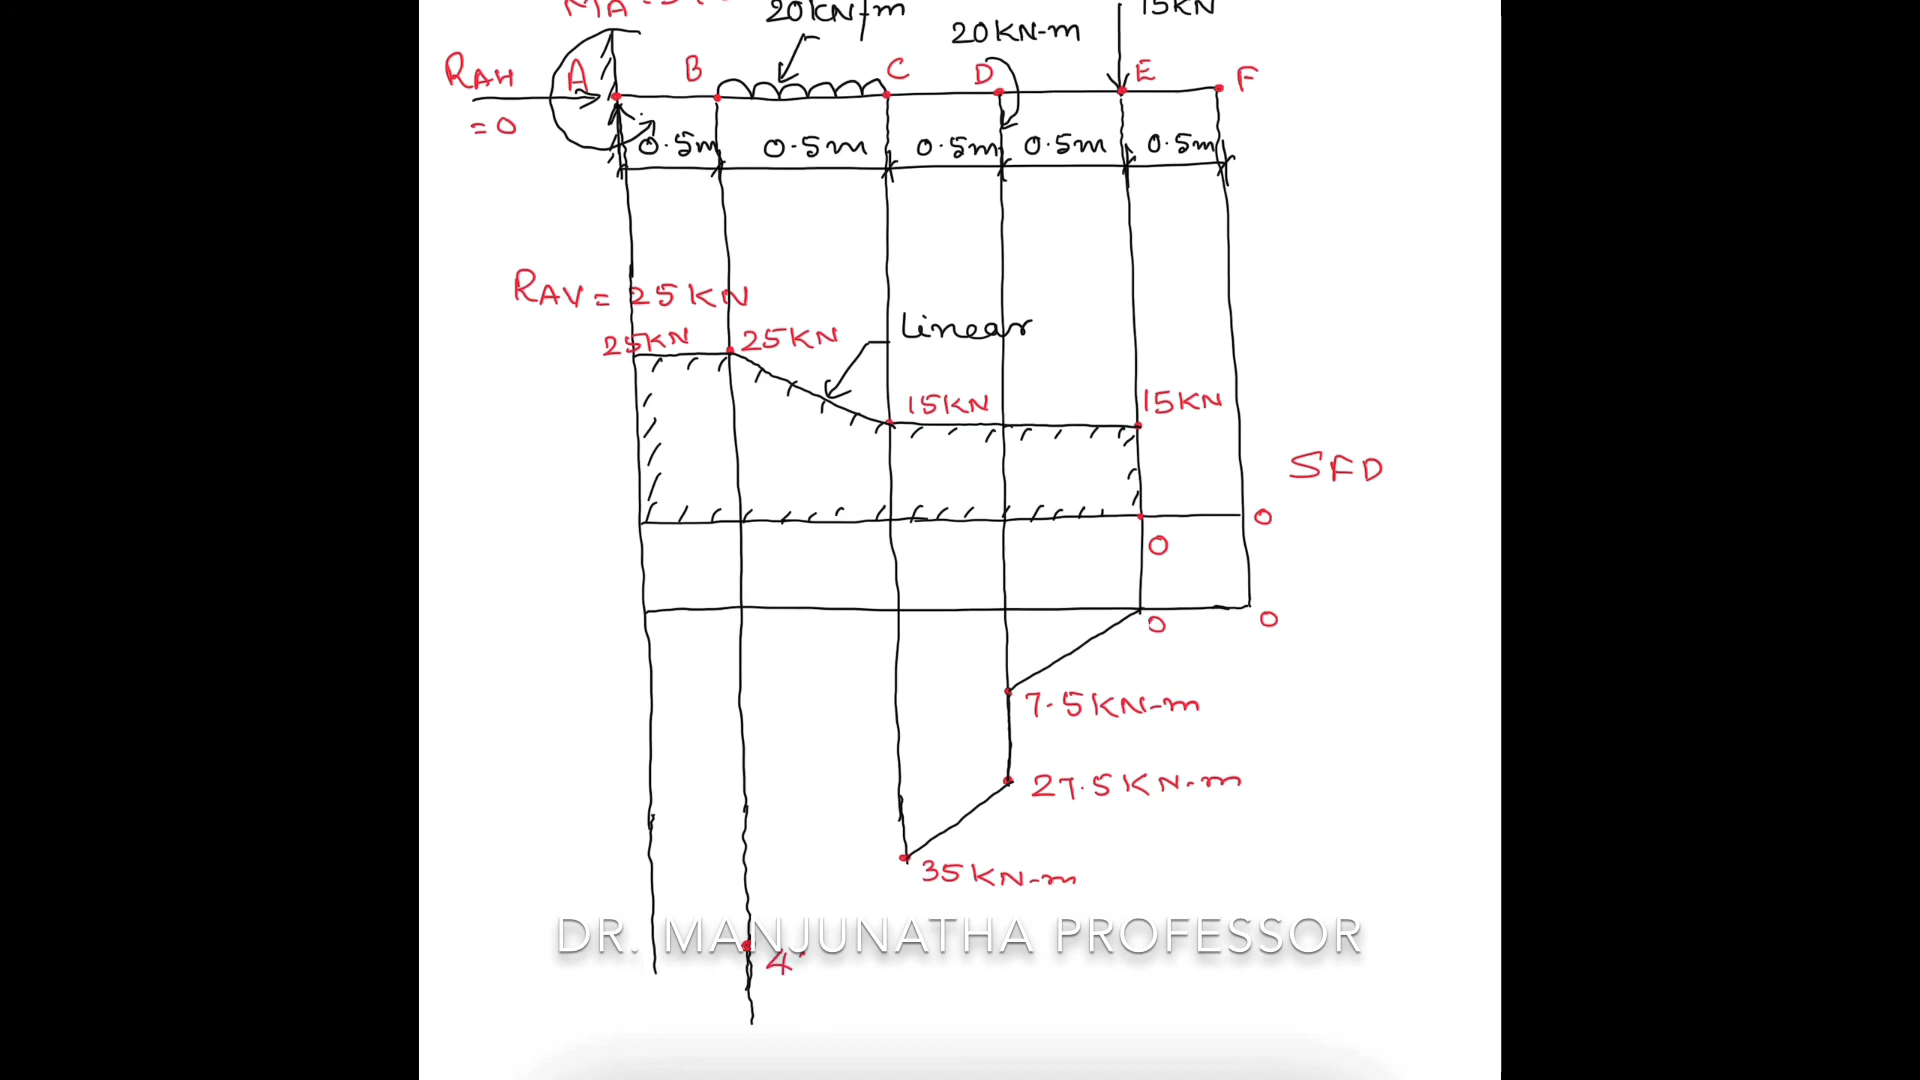 20KN/m
15KN
20KN-m
RAH
A
B
C
D
E
F
=0
0.5m
0.5m
0.5m
0.5m
0.5m
RAV = 25KN
25KN
25KN
Linear
15KN
15KN
SFD
0
0
0
0
7.5KN-m
27.5KN-m
35KN-m
DR. MANJUNATHA PROFESSOR
4